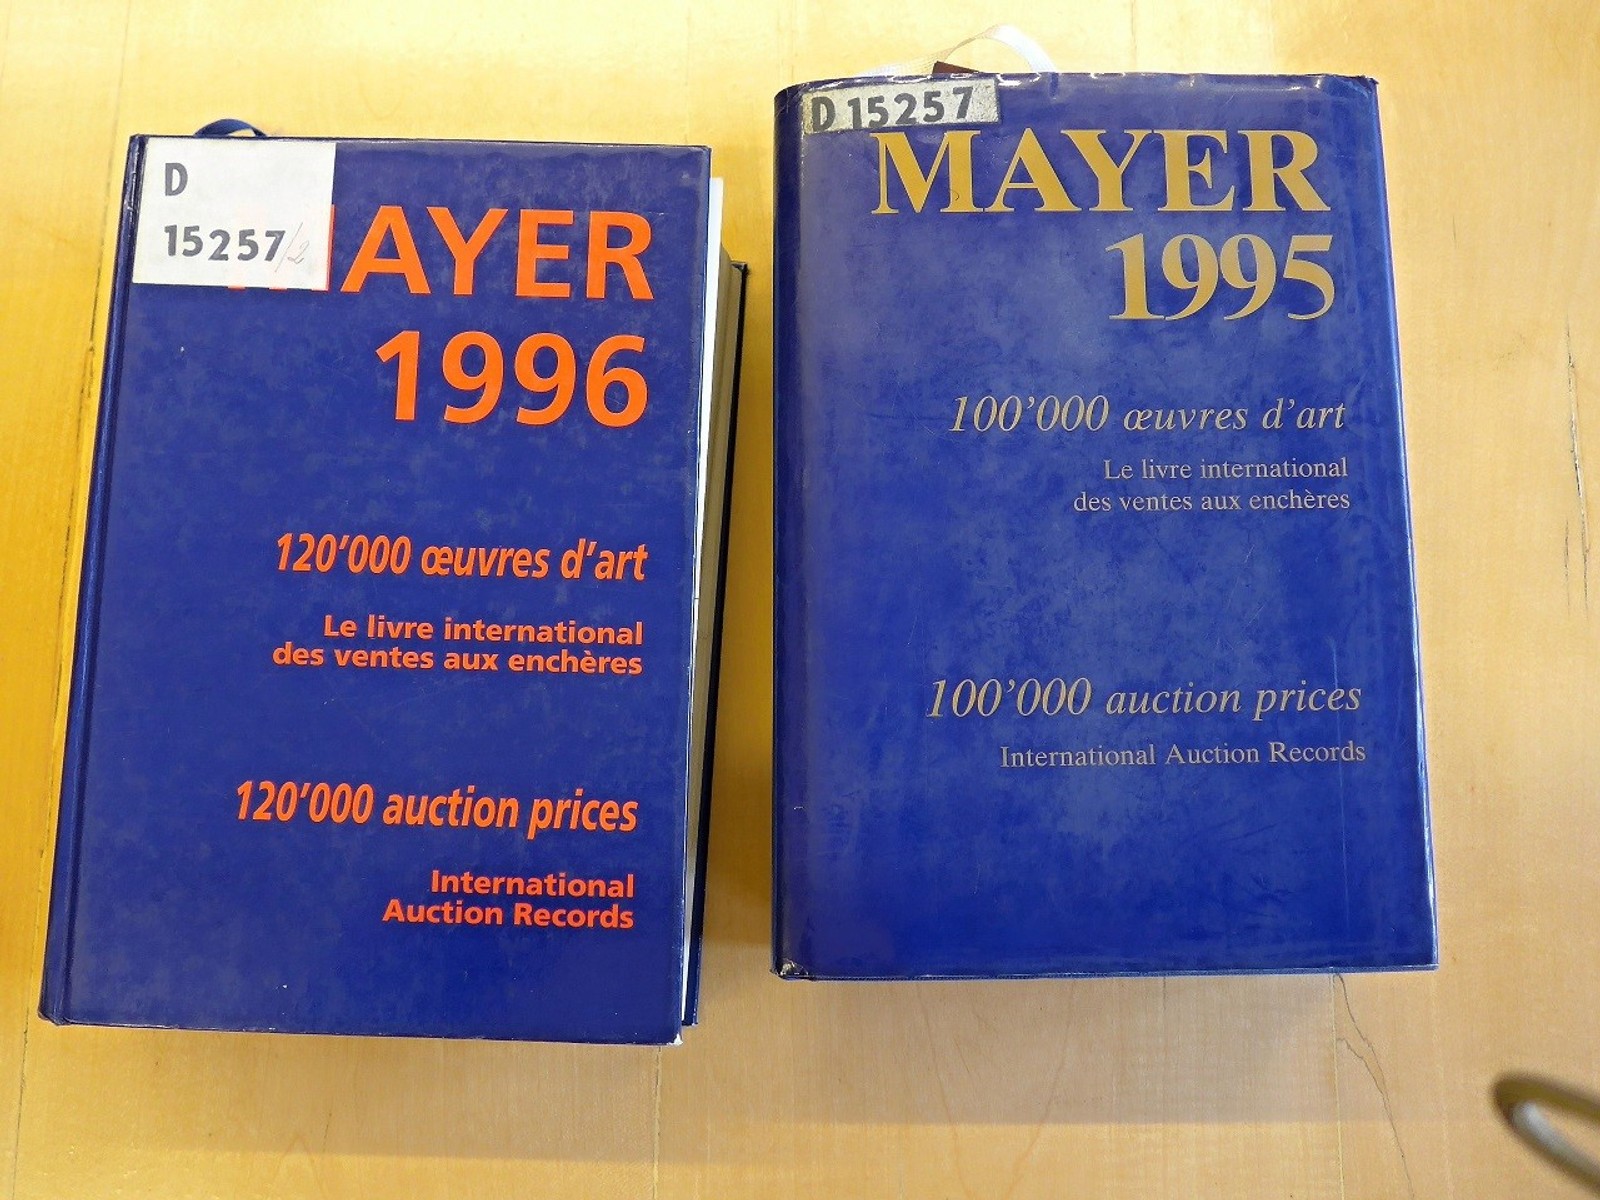 D
15257/2
MAYER
1996
120'000 œuvres d'art
Le livre international
des ventes aux enchères
120'000 auction prices
International
Auction Records
D 15257
MAYER
1995
100'000 œuvres d'art
Le livre international
des ventes aux enchères
100'000 auction prices
International Auction Records